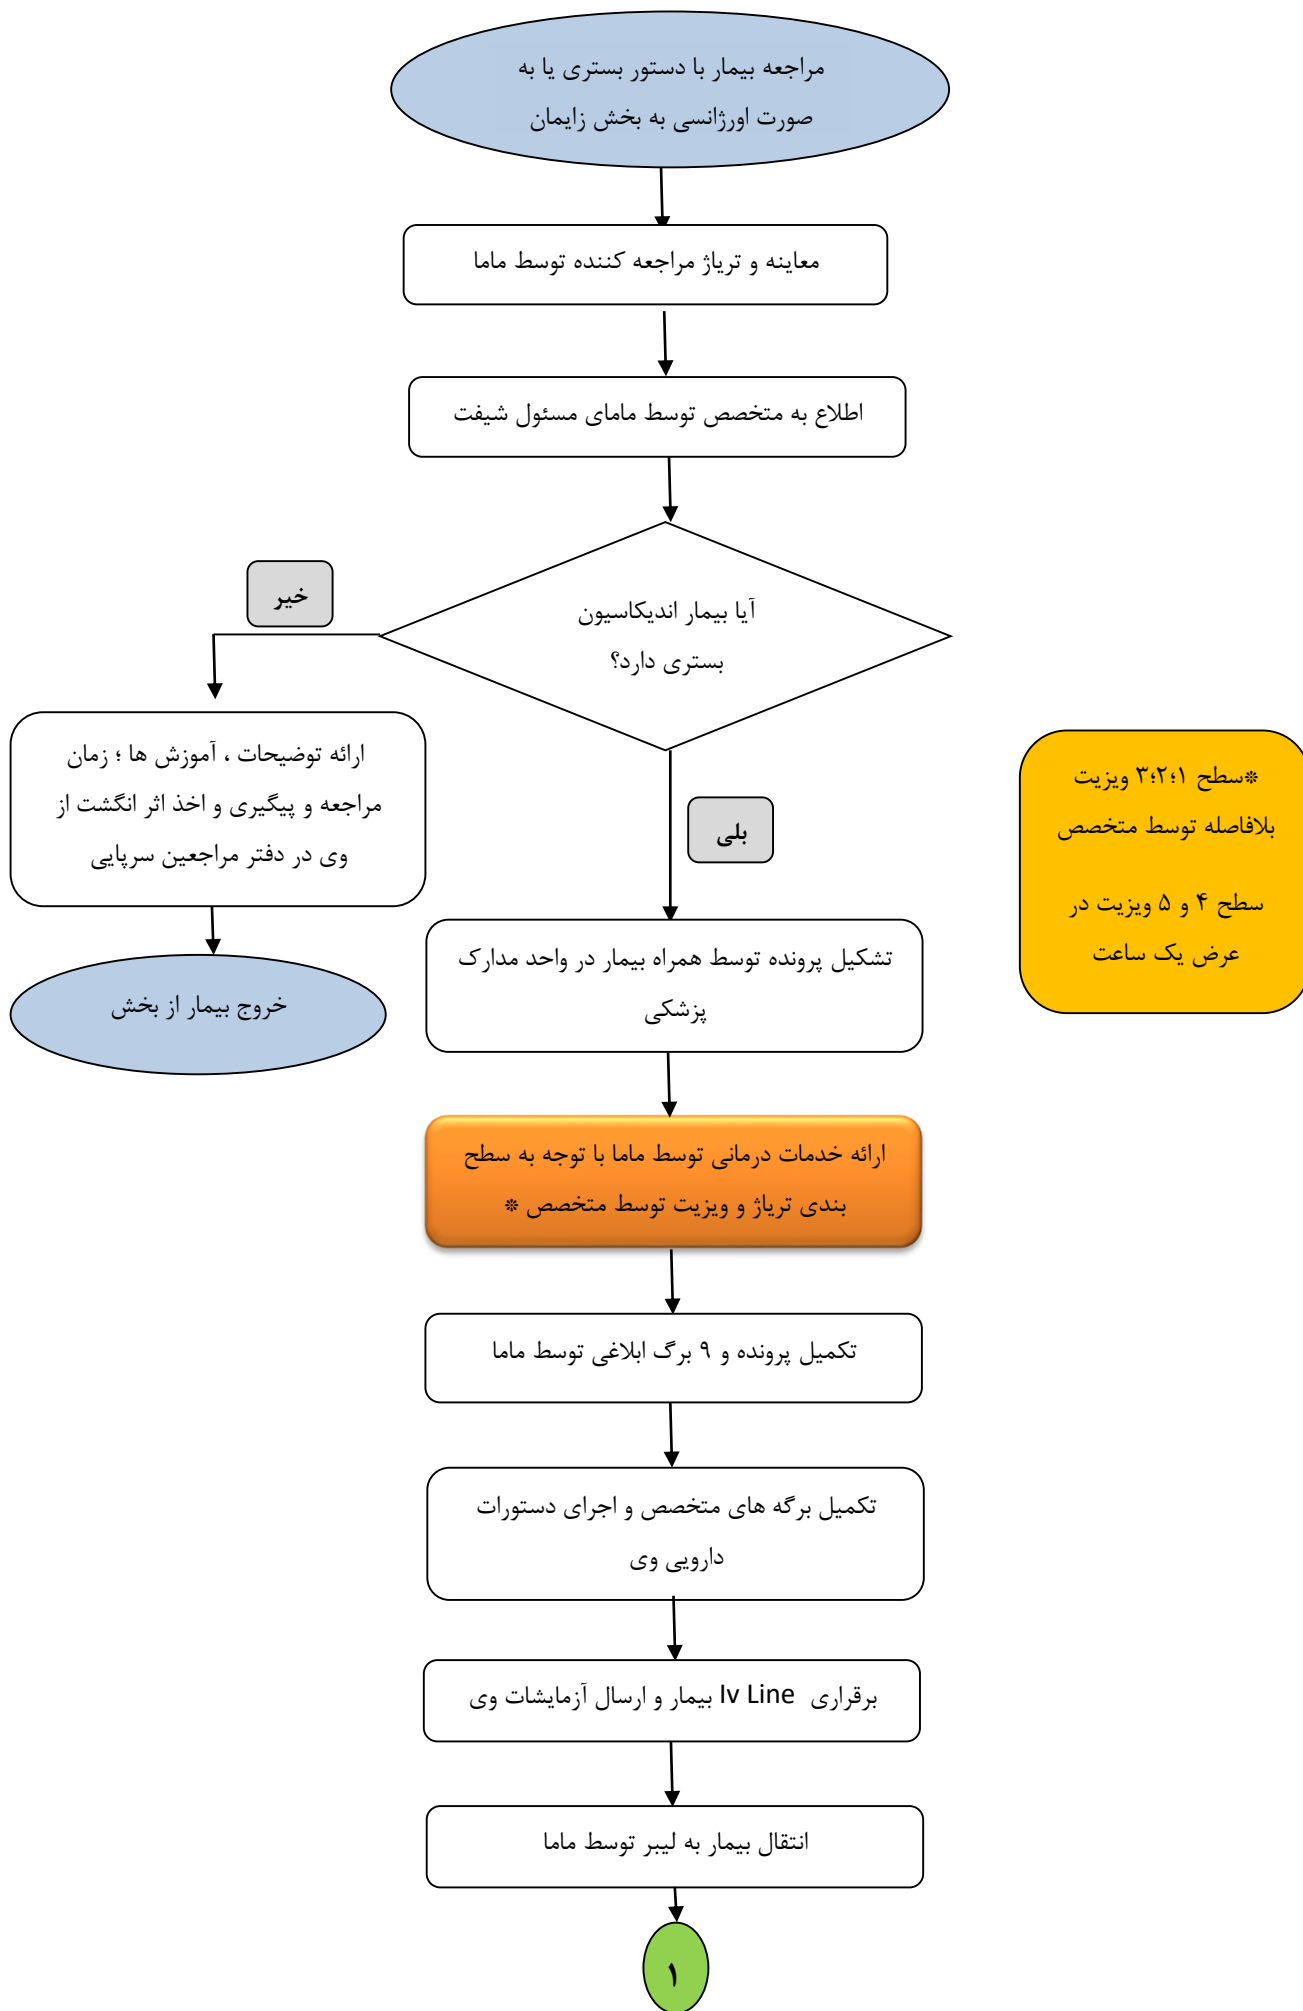 مراجعه بیمار با دستور بستری یا به
صورت اورژانسی به بخش زایمان
معاینه و تریاژ مراجعه کننده توسط ماما
اطلاع به متخصص توسط مامای مسئول شیفت
آیا بیمار اندیکاسیون
بستری دارد؟
خیر
ارائه توضیحات ، آموزش ها ؛ زمان
مراجعه و پیگیری و اخذ اثر انگشت از
وی در دفتر مراجعین سرپایی
خروج بیمار از بخش
بلی
*سطح ۱؛۲؛۳ ویزیت
بلافاصله توسط متخصص
سطح ۴ و ۵ ویزیت در
عرض یک ساعت
تشکیل پرونده توسط همراه بیمار در واحد مدارک
پزشکی
ارائه خدمات درمانی توسط ماما با توجه به سطح
بندی تریاژ و ویزیت توسط متخصص *
تکمیل پرونده و ۹ برگ ابلاغی توسط ماما
تکمیل برگه های متخصص و اجرای دستورات
دارویی وی
برقراری Iv Line بیمار و ارسال آزمایشات وی
انتقال بیمار به لیبر توسط ماما
۱